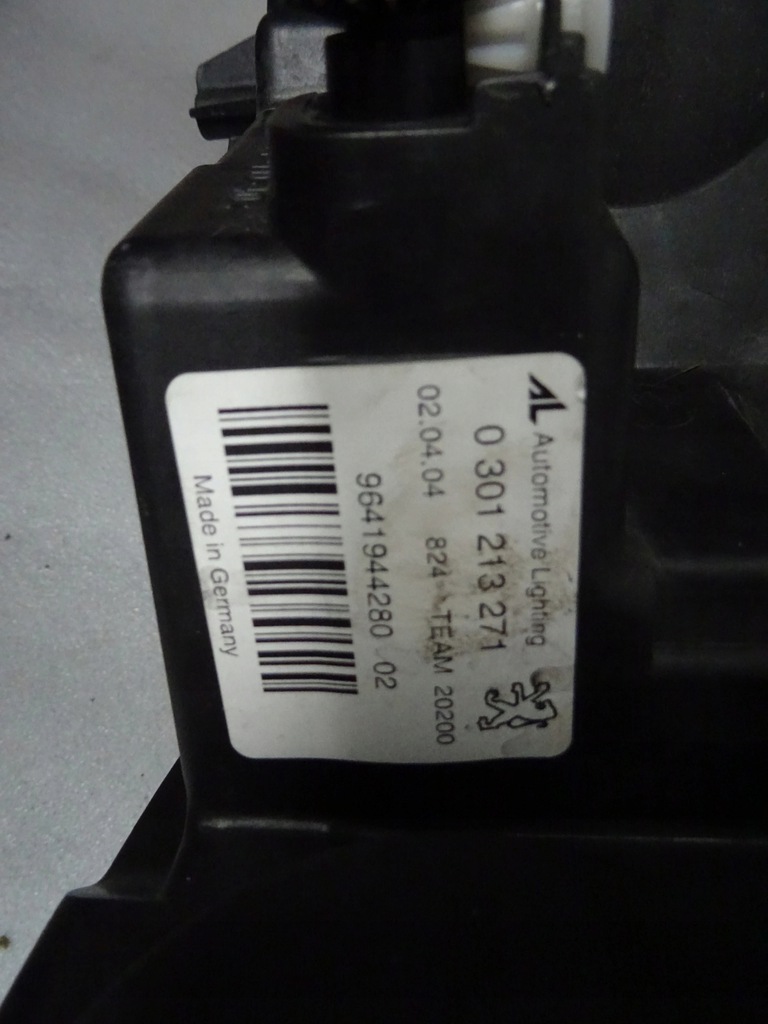 AL Automotive Lighting
0 301 213 271
02.04.04 824 TEAM 20200
9641944280 02
Made in Germany